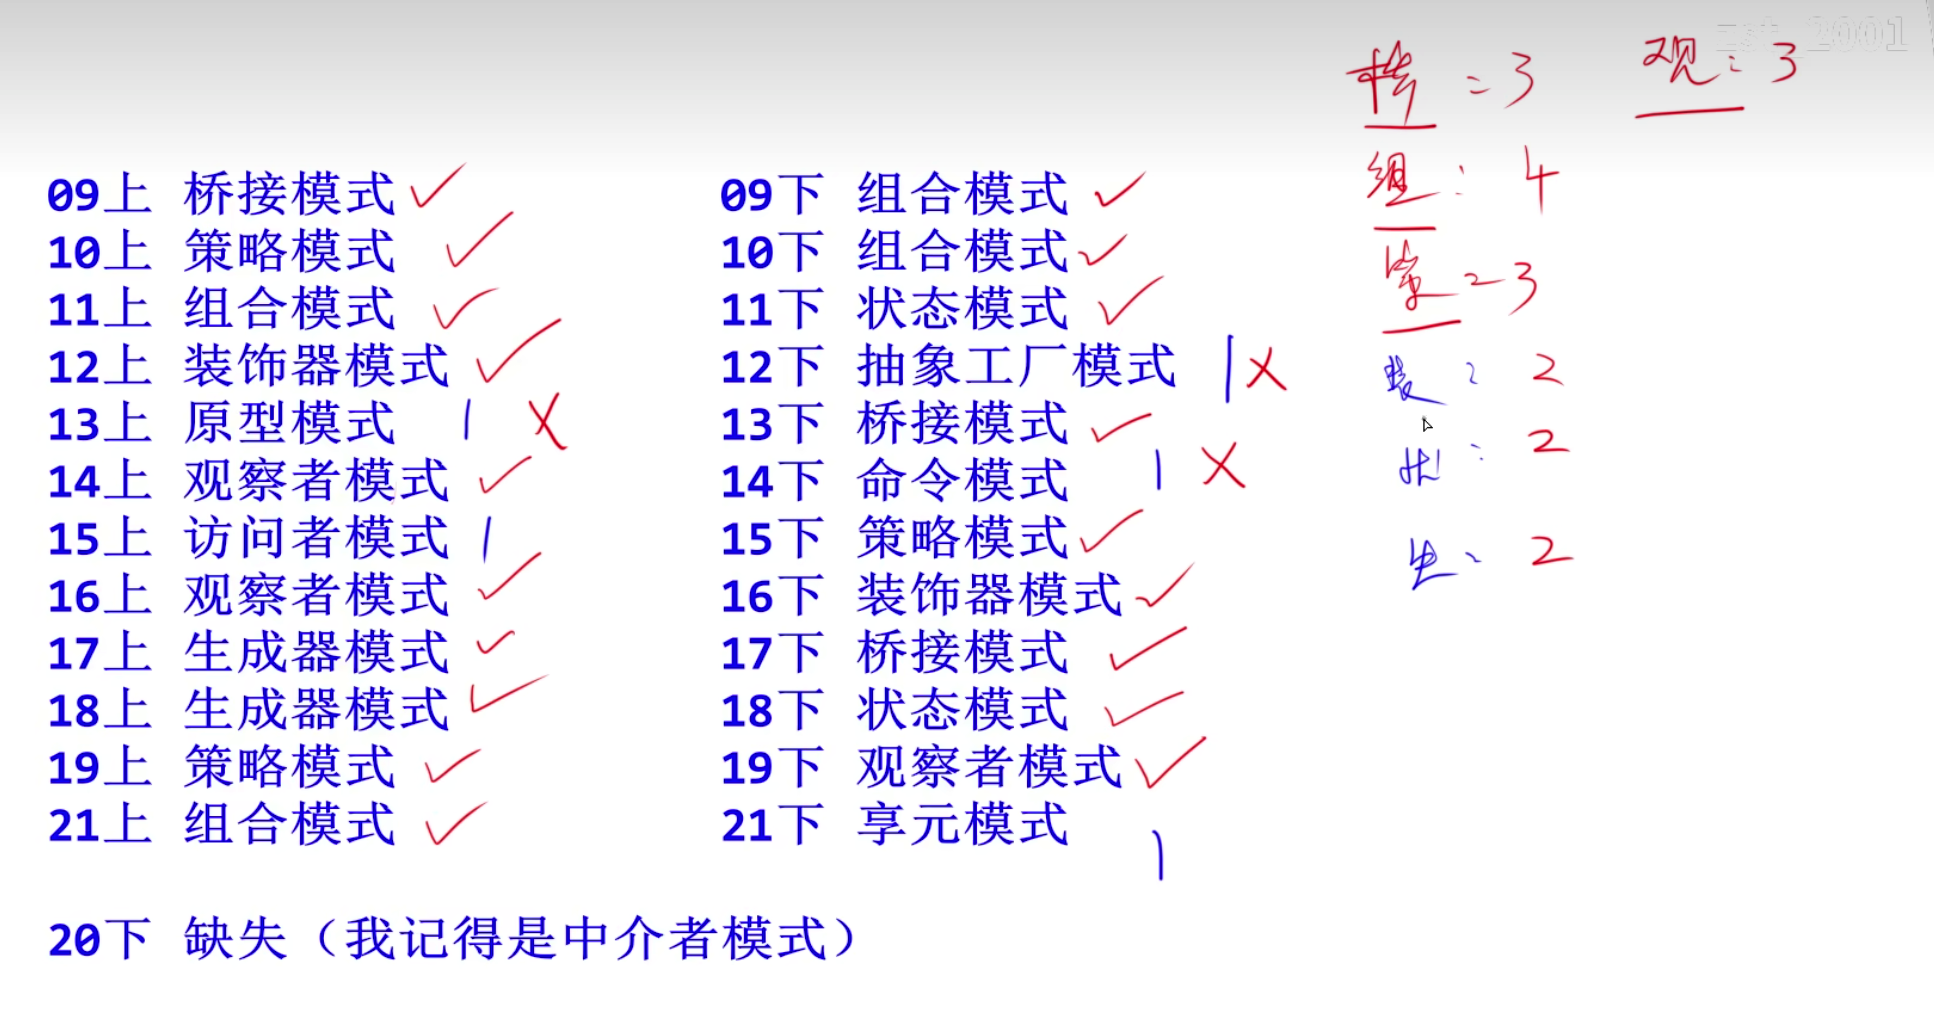 zst_2001
桥：3 观：3
组：4
策：3
装：2
状：2
生：2
09上 桥接模式 09下 组合模式
10上 策略模式 10下 组合模式
11上 组合模式 11下 状态模式
12上 装饰器模式 12下 抽象工厂模式 1 X
13上 原型模式 1 X 13下 桥接模式
14上 观察者模式 14下 命令模式 1 X
15上 访问者模式 1 15下 策略模式
16上 观察者模式 16下 装饰器模式
17上 生成器模式 17下 桥接模式
18上 生成器模式 18下 状态模式
19上 策略模式 19下 观察者模式
21上 组合模式 21下 享元模式 1
20下 缺失（我记得是中介者模式）